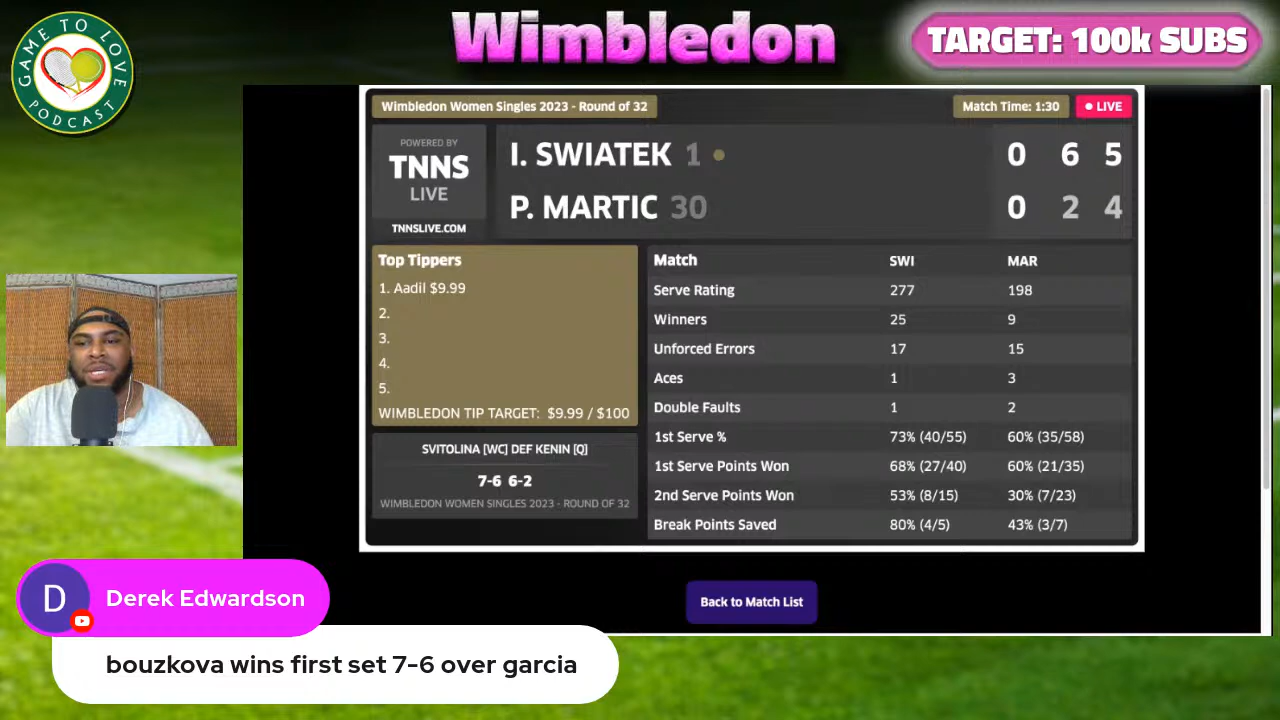 GAME TO LOVE
PODCAST
Wimbledon
TARGET: 100k SUBS
Wimbledon Women Singles 2023 - Round of 32
Match Time: 1:30
LIVE
POWERED BY
TNNS
LIVE
TNNSLIVE.COM
I. SWIATEK 1 0 6 5
P. MARTIC 30 0 2 4
Top Tippers
1. Aadil $9.99
2.
3.
4.
5.
WIMBLEDON TIP TARGET: $9.99 / $100
SVITOLINA [WC] DEF KENIN [Q]
7-6 6-2
WIMBLEDON WOMEN SINGLES 2023 - ROUND OF 32
Match SWI MAR
Serve Rating 277 198
Winners 25 9
Unforced Errors 17 15
Aces 1 3
Double Faults 1 2
1st Serve % 73% (40/55) 60% (35/58)
1st Serve Points Won 68% (27/40) 60% (21/35)
2nd Serve Points Won 53% (8/15) 30% (7/23)
Break Points Saved 80% (4/5) 43% (3/7)
Back to Match List
D
Derek Edwardson
bouzkova wins first set 7-6 over garcia